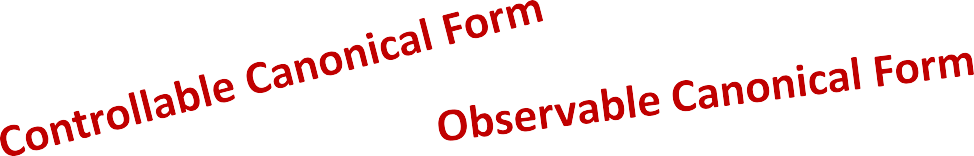 Controllable Canonical Form
Observable Canonical Form